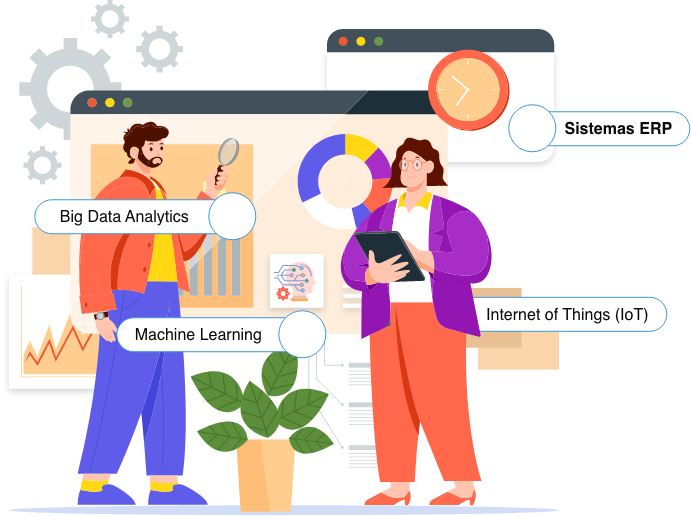 Sistemas ERP
Big Data Analytics
Internet of Things (IoT)
Machine Learning